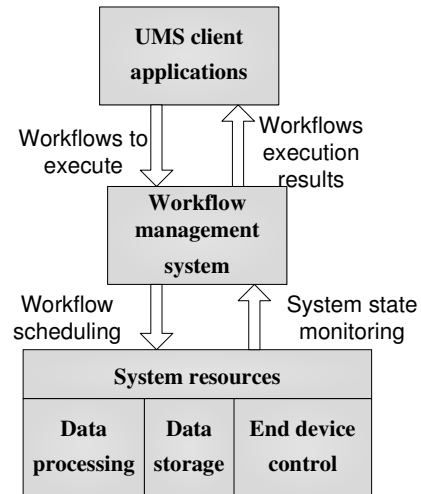 UMS client
applications
Workflows to
execute
Workflows
execution
results
Workflow
management
system
Workflow
scheduling
System state
monitoring
System resources
Data
processing
Data
storage
End device
control